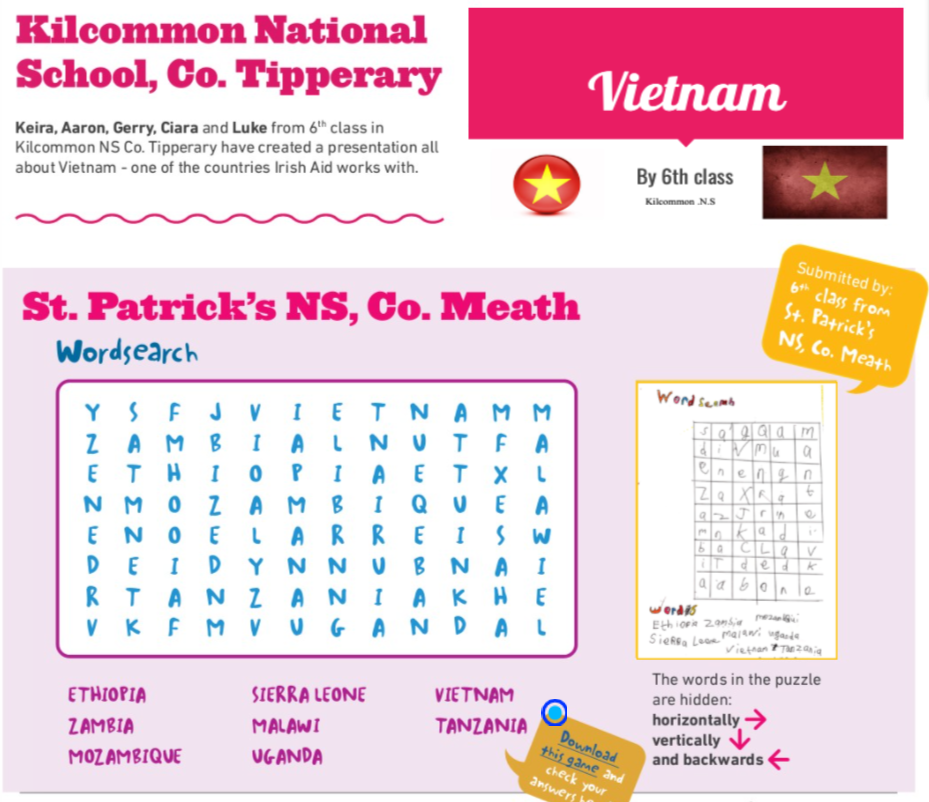 Kilcommon National
School, Co. Tipperary
Keira, Aaron, Gerry, Ciara and Luke from 6th class in
Kilcommon NS Co. Tipperary have created a presentation all
about Vietnam - one of the countries Irish Aid works with.
Vietnam
By 6th class
Kilcommon .N.S
Submitted by:
6th class from
St. Patrick's
NS, Co. Meath
St. Patrick's NS, Co. Meath
Wordsearch
Y S F J V I E T N A M M
Z A M B I A L N U T F A
E T H I O P I A E T X L
N M O Z A M B I Q U E A
E N O E L A R R E I S W
D E I D Y N N U B N A I
R T A N Z A N I A K H E
V K F M V U G A N D A L
ETHIOPIA SIERRA LEONE VIETNAM
ZAMBIA MALAWI TANZANIA
MOZAMBIQUE UGANDA
Download
this game and
check your
answers
Word Search
words
Ethiopia Zambia
Sierra Leone Malawi uganda
Vietnam Tanzania
The words in the puzzle
are hidden:
horizontally
vertically
and backwards